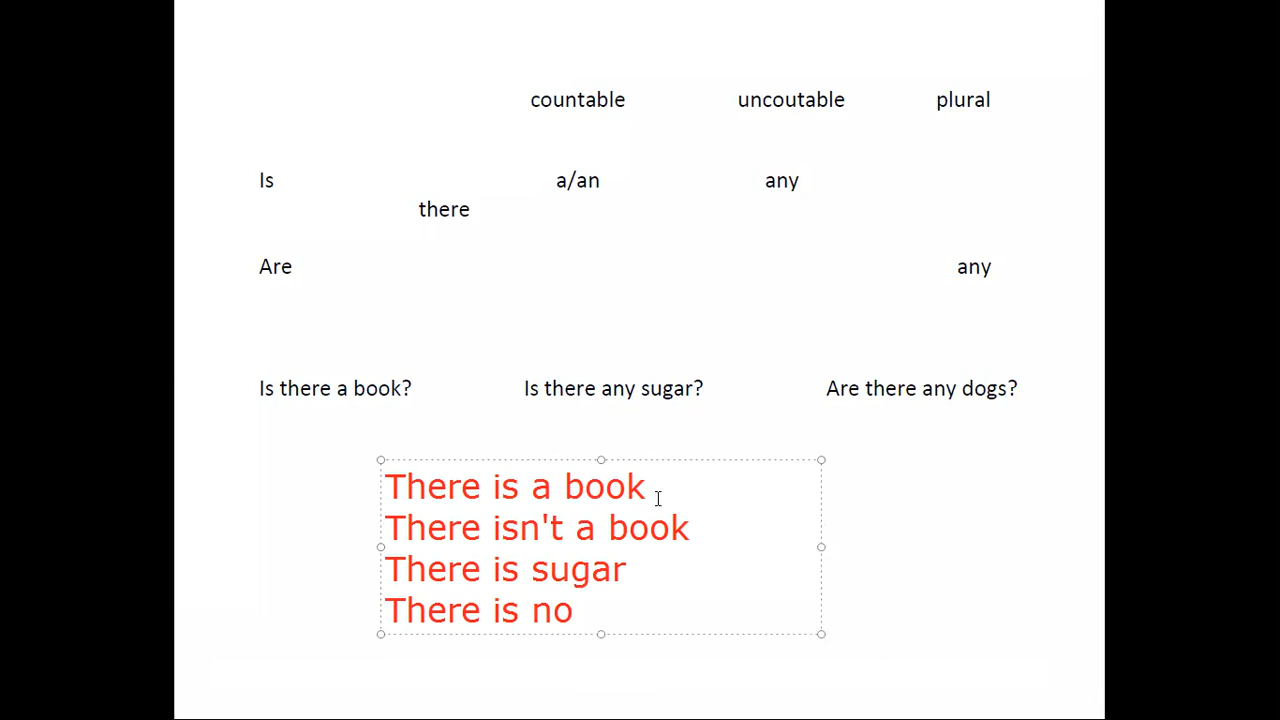 countable uncoutable plural
Is a/an any
there
Are any
Is there a book? Is there any sugar? Are there any dogs?
There is a book
There isn't a book
There is sugar
There is no